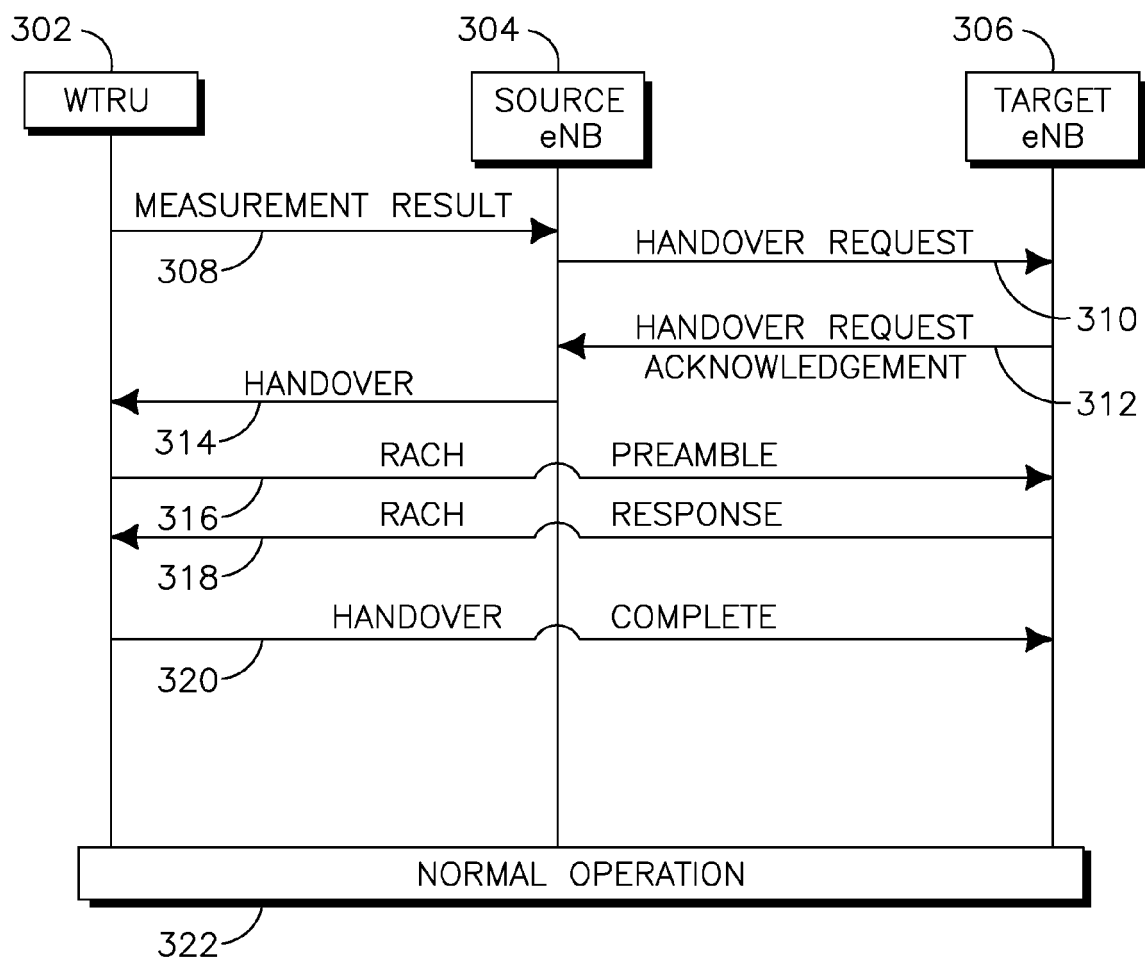 302
304
306
WTRU
SOURCE
eNB
TARGET
eNB
MEASUREMENT RESULT
308
HANDOVER REQUEST
310
HANDOVER REQUEST
ACKNOWLEDGEMENT
312
HANDOVER
314
RACH PREAMBLE
316
RACH RESPONSE
318
HANDOVER COMPLETE
320
NORMAL OPERATION
322